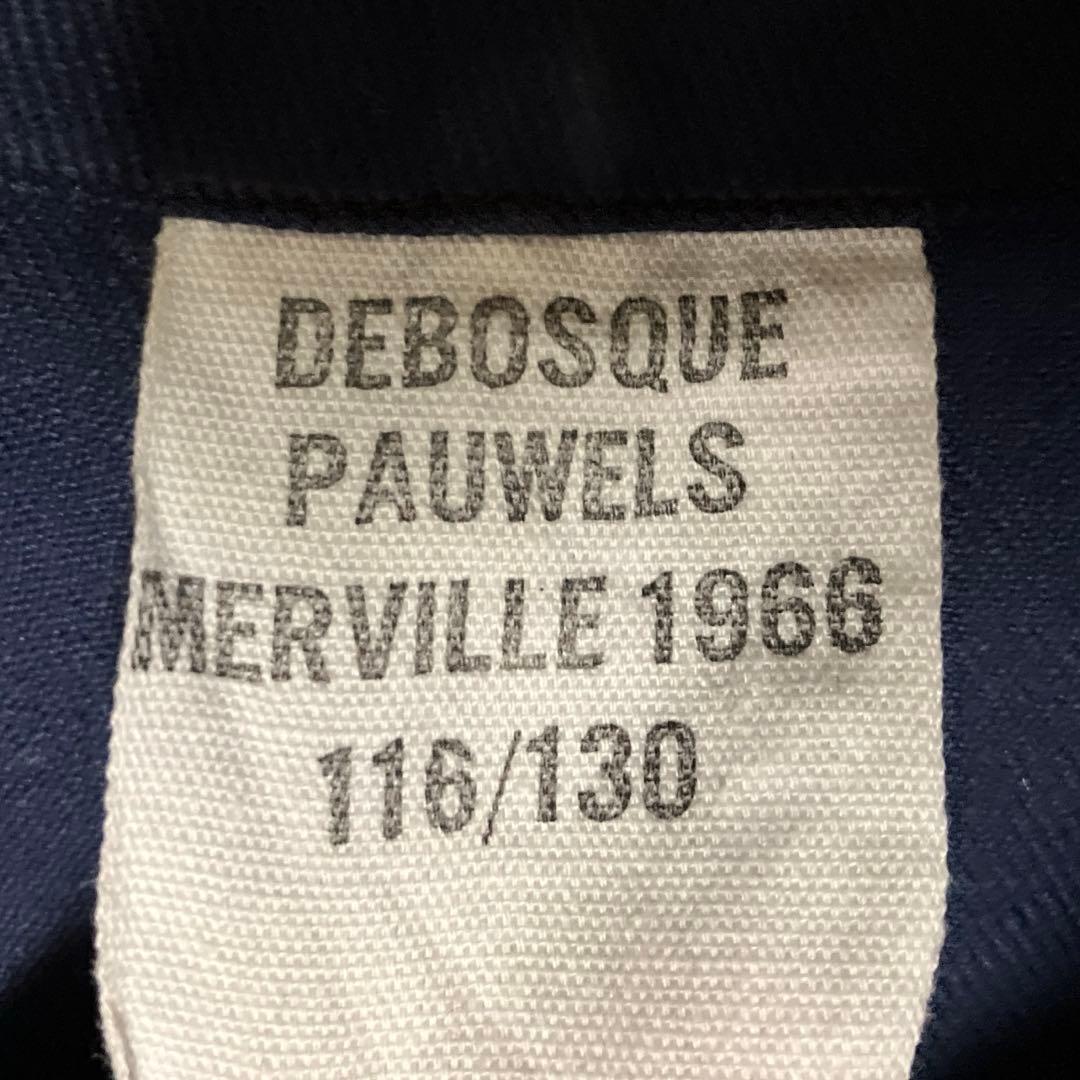 DEBOSQUE
PAUWELS
MERVILLE 1966
116/130